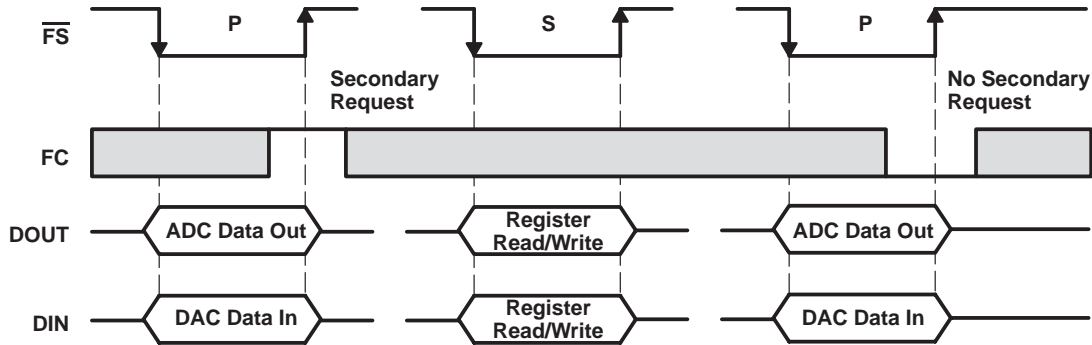 FS
P
S
P
Secondary
Request
No Secondary
Request
FC
DOUT
ADC Data Out
Register
Read/Write
ADC Data Out
DIN
DAC Data In
Register
Read/Write
DAC Data In